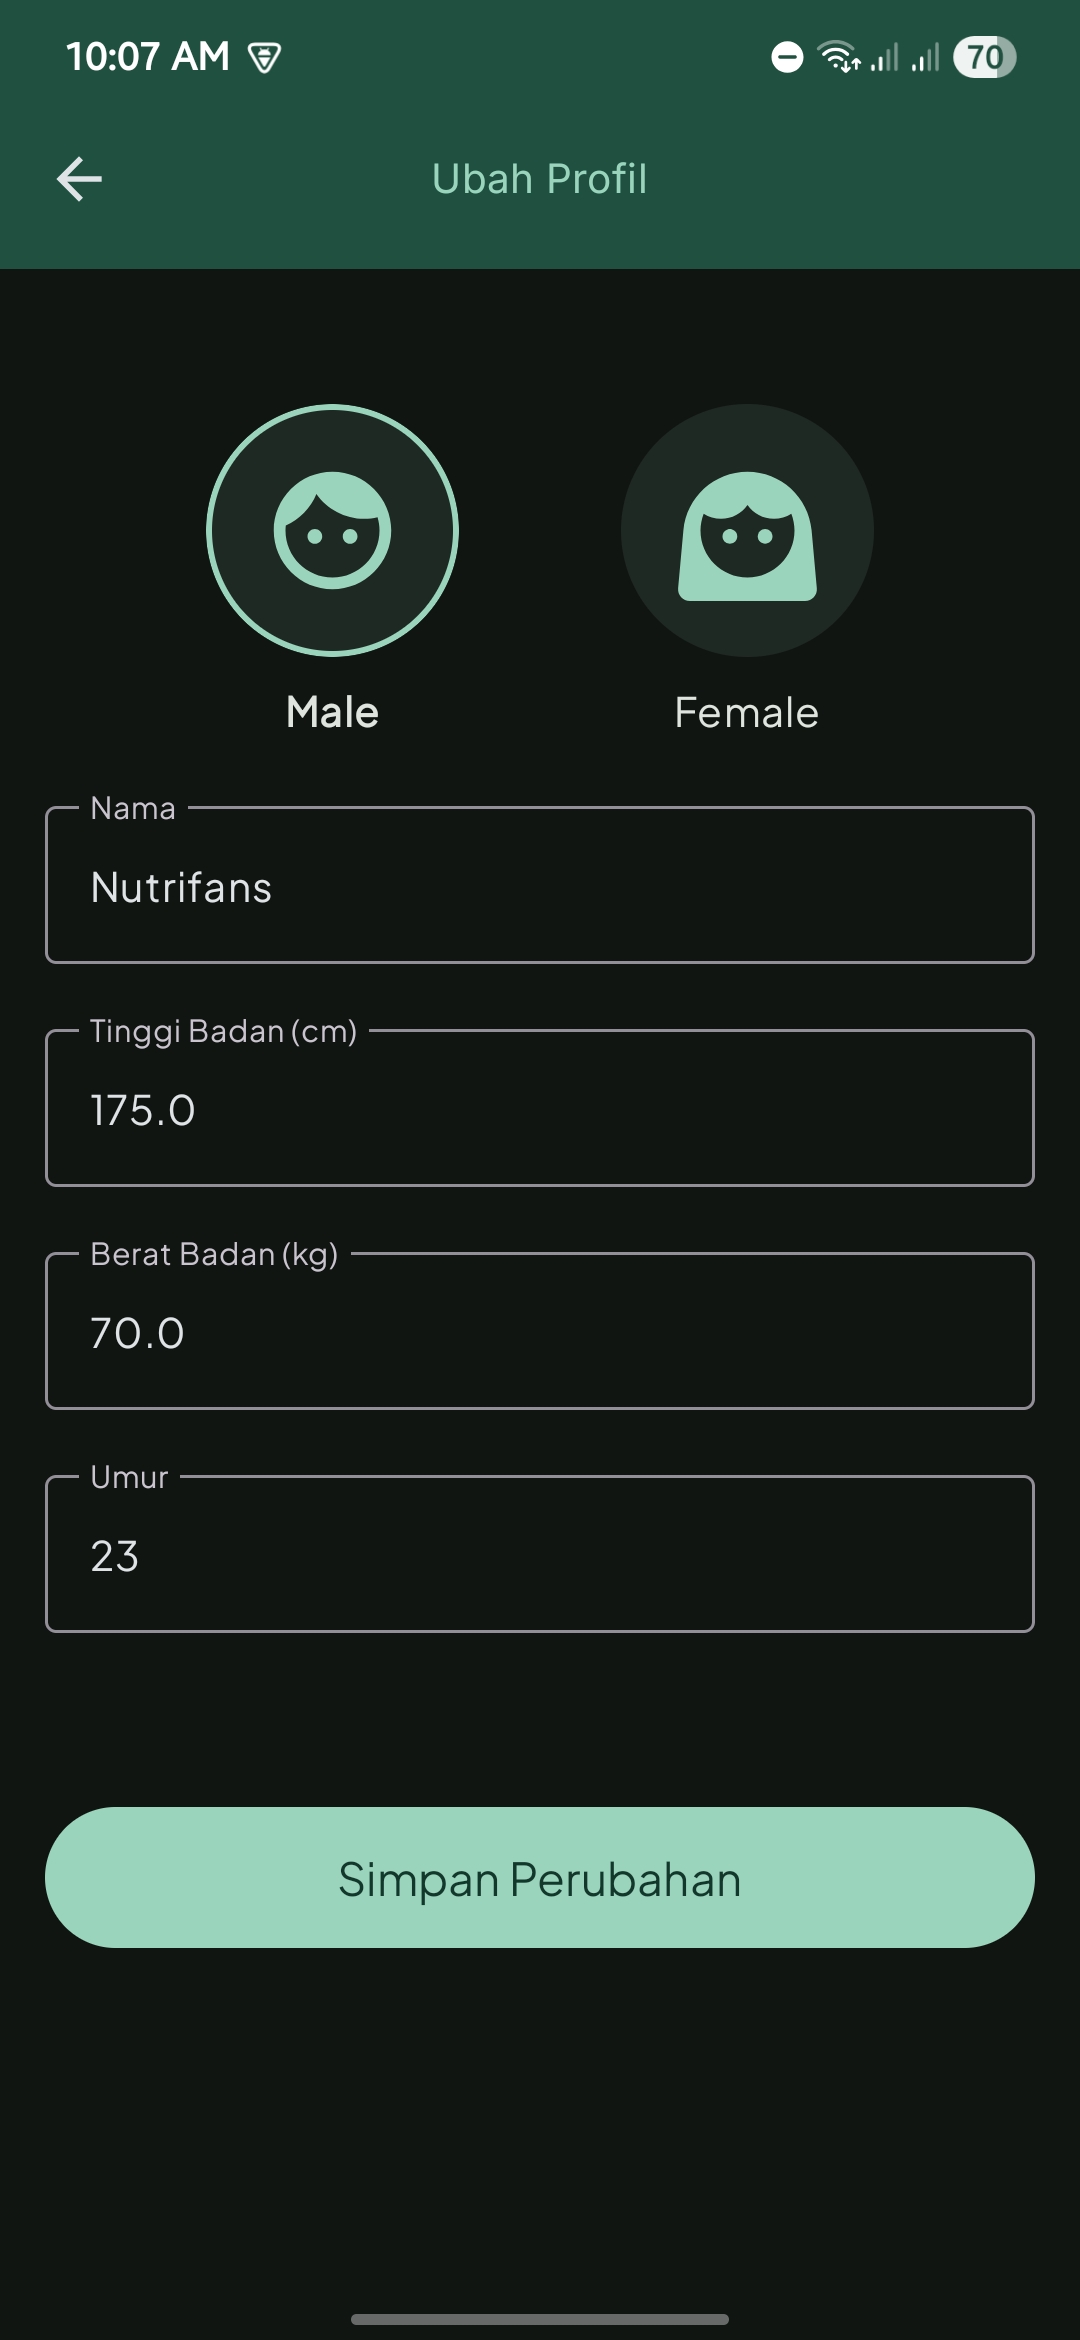 10:07 AM
70
Ubah Profil
Male
Female
Nama
Nutrifans
Tinggi Badan (cm)
175.0
Berat Badan (kg)
70.0
Umur
23
Simpan Perubahan